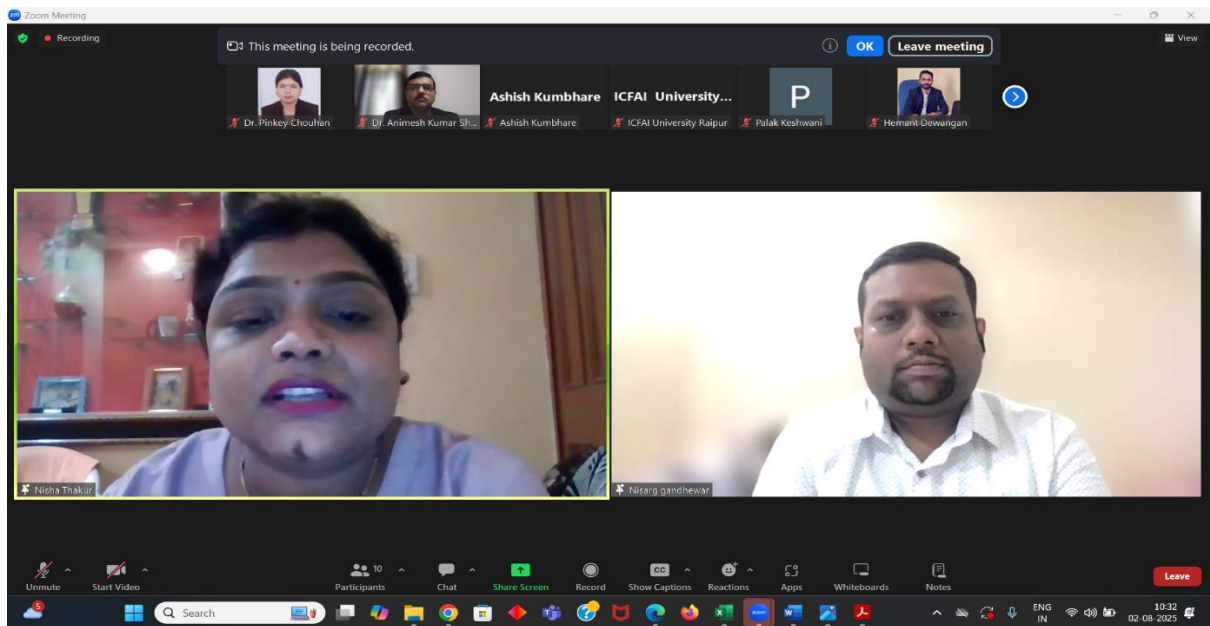 Zoom Meeting
Recording
This meeting is being recorded.
OK
Leave meeting
View
Ashish Kumbhare
ICFAI University...
P
Dr. Pinkey Chouhan
Dr. Animesh Kumar Sh...
Ashish Kumbhare
ICFAI University Raipur
Palak Keshwani
Hemant Dewangan
Nisha Thakur
Nisarg gandhewar
10
CC
Unmute
Start Video
Participants
Chat
Share Screen
Record
Show Captions
Reactions
Apps
Whiteboards
Notes
Leave
5
Search
zoom
ENG
IN
10:32
02-08-2025